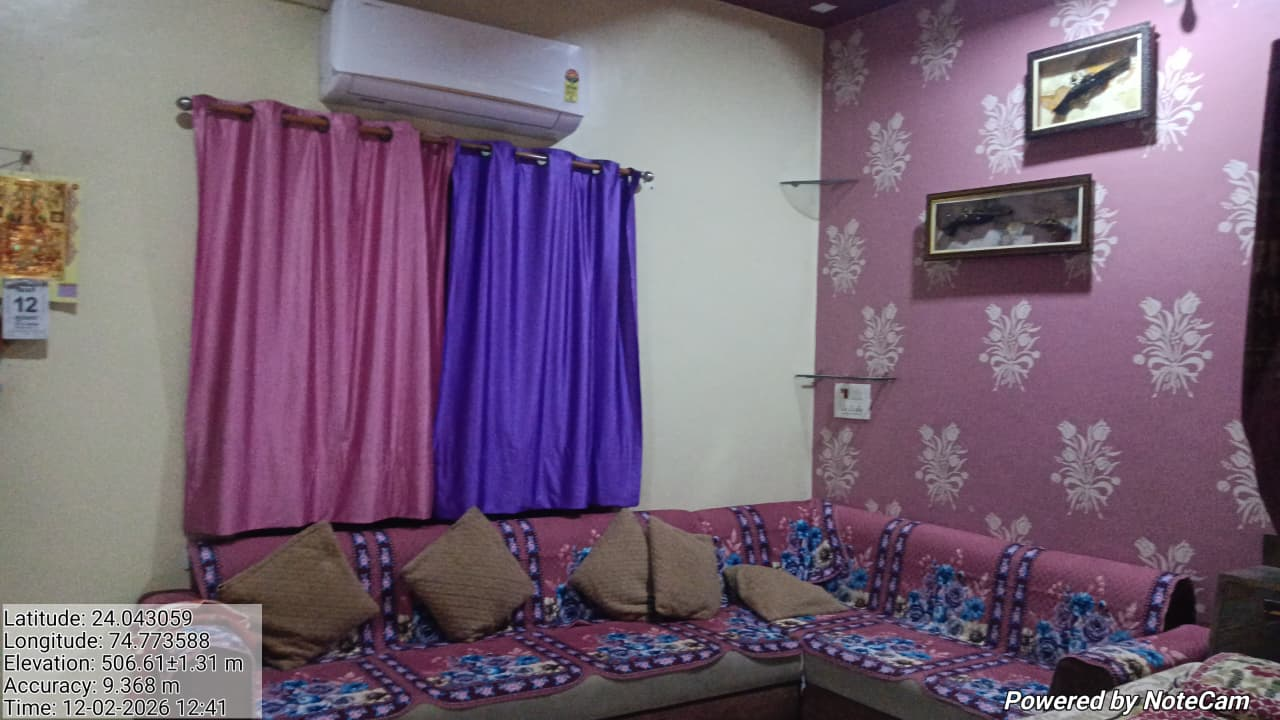 12
Latitude: 24.043059
Longitude: 74.773588
Elevation: 506.61±1.31 m
Accuracy: 9.368 m
Time: 12-02-2026 12:41
Powered by NoteCam